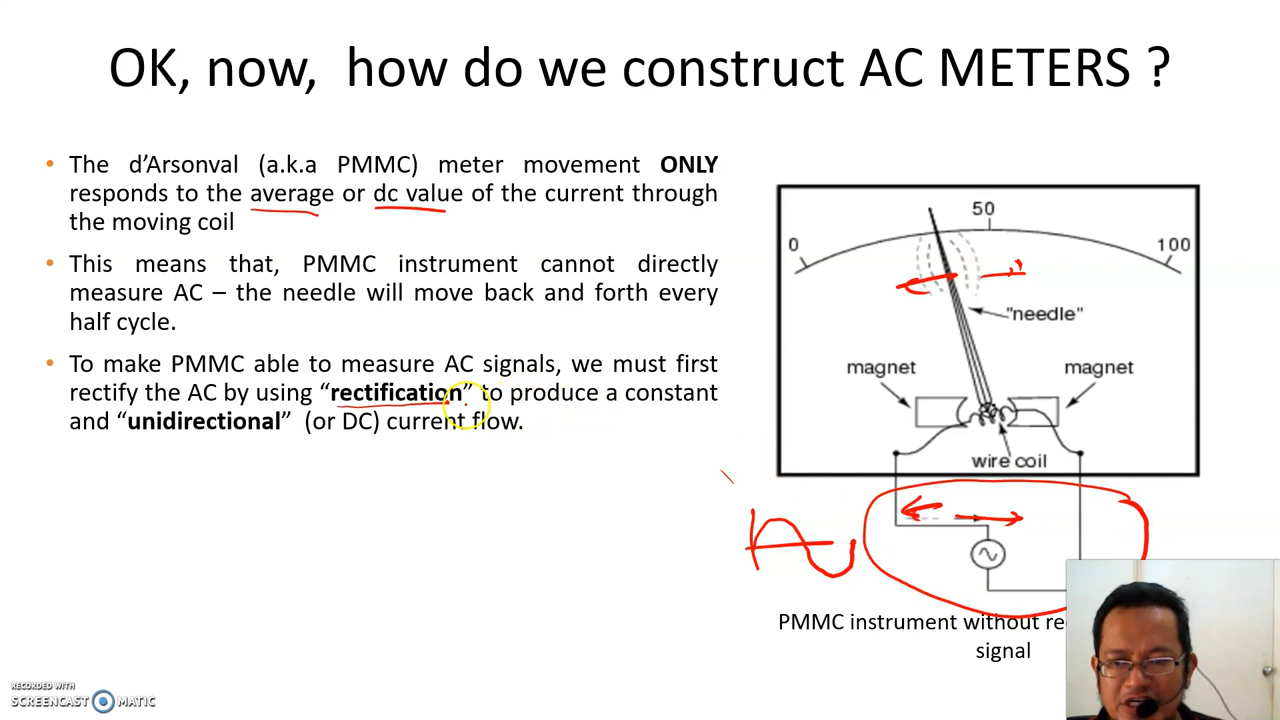 OK, now, how do we construct AC METERS ?
• The d’Arsonval (a.k.a PMMC) meter movement ONLY
responds to the average or dc value of the current through
the moving coil
• This means that, PMMC instrument cannot directly
measure AC – the needle will move back and forth every
half cycle.
• To make PMMC able to measure AC signals, we must first
rectify the AC by using “rectification” to produce a constant
and “unidirectional” (or DC) current flow.
0
50
100
"needle"
magnet
magnet
wire coil
PMMC instrument without
signal
RECORDED WITH
SCREENCAST MATIC